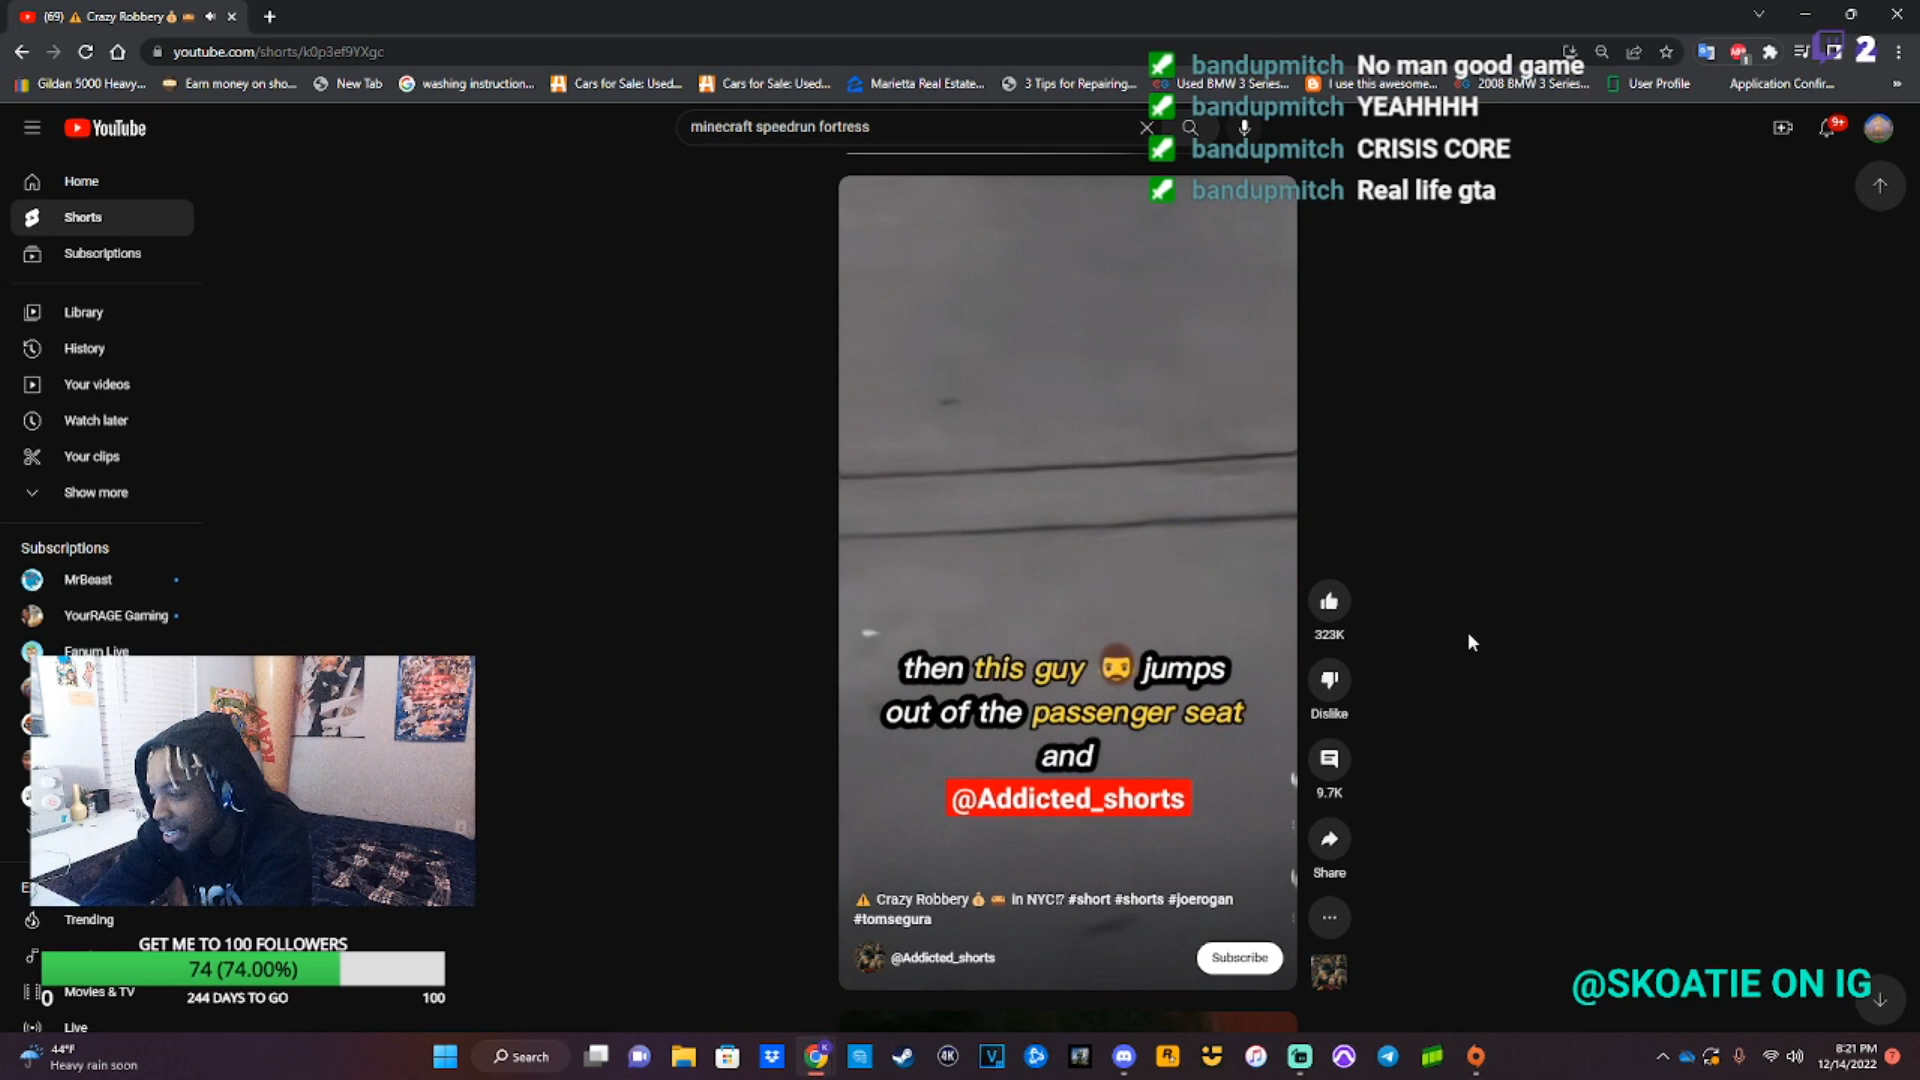 (69) ⚠ Crazy Robbery
youtube.com/shorts/k0p3ef9YXgc
2
Gildan 5000 Heavy...
Earn money on sho...
New Tab
washing instruction...
Cars for Sale: Used...
Cars for Sale: Used...
Marietta Real Estate...
3 Tips for Repairing...
Used BMW 3 Series...
I use this awesome...
2008 BMW 3 Series...
User Profile
Application Confir...
bandupmitch No man good game
bandupmitch YEAHHHH
bandupmitch CRISIS CORE
bandupmitch Real life gta
YouTube
minecraft speedrun fortress
9+
Home
Shorts
Subscriptions
Library
History
Your videos
Watch later
Your clips
Show more
Subscriptions
MrBeast
YourRAGE Gaming
Fanum Live
Trending
Movies & TV
Live
GET ME TO 100 FOLLOWERS
74 (74.00%)
0
244 DAYS TO GO
100
then this guy jumps
out of the passenger seat
and
@Addicted_shorts
⚠ Crazy Robbery in NYC!? #short #shorts #joerogan
#tomsegura
@Addicted_shorts
Subscribe
323K
Dislike
9.7K
Share
@SKOATIE ON IG
44°F
Heavy rain soon
Search
4K
V
8:21 PM
12/14/2022
7